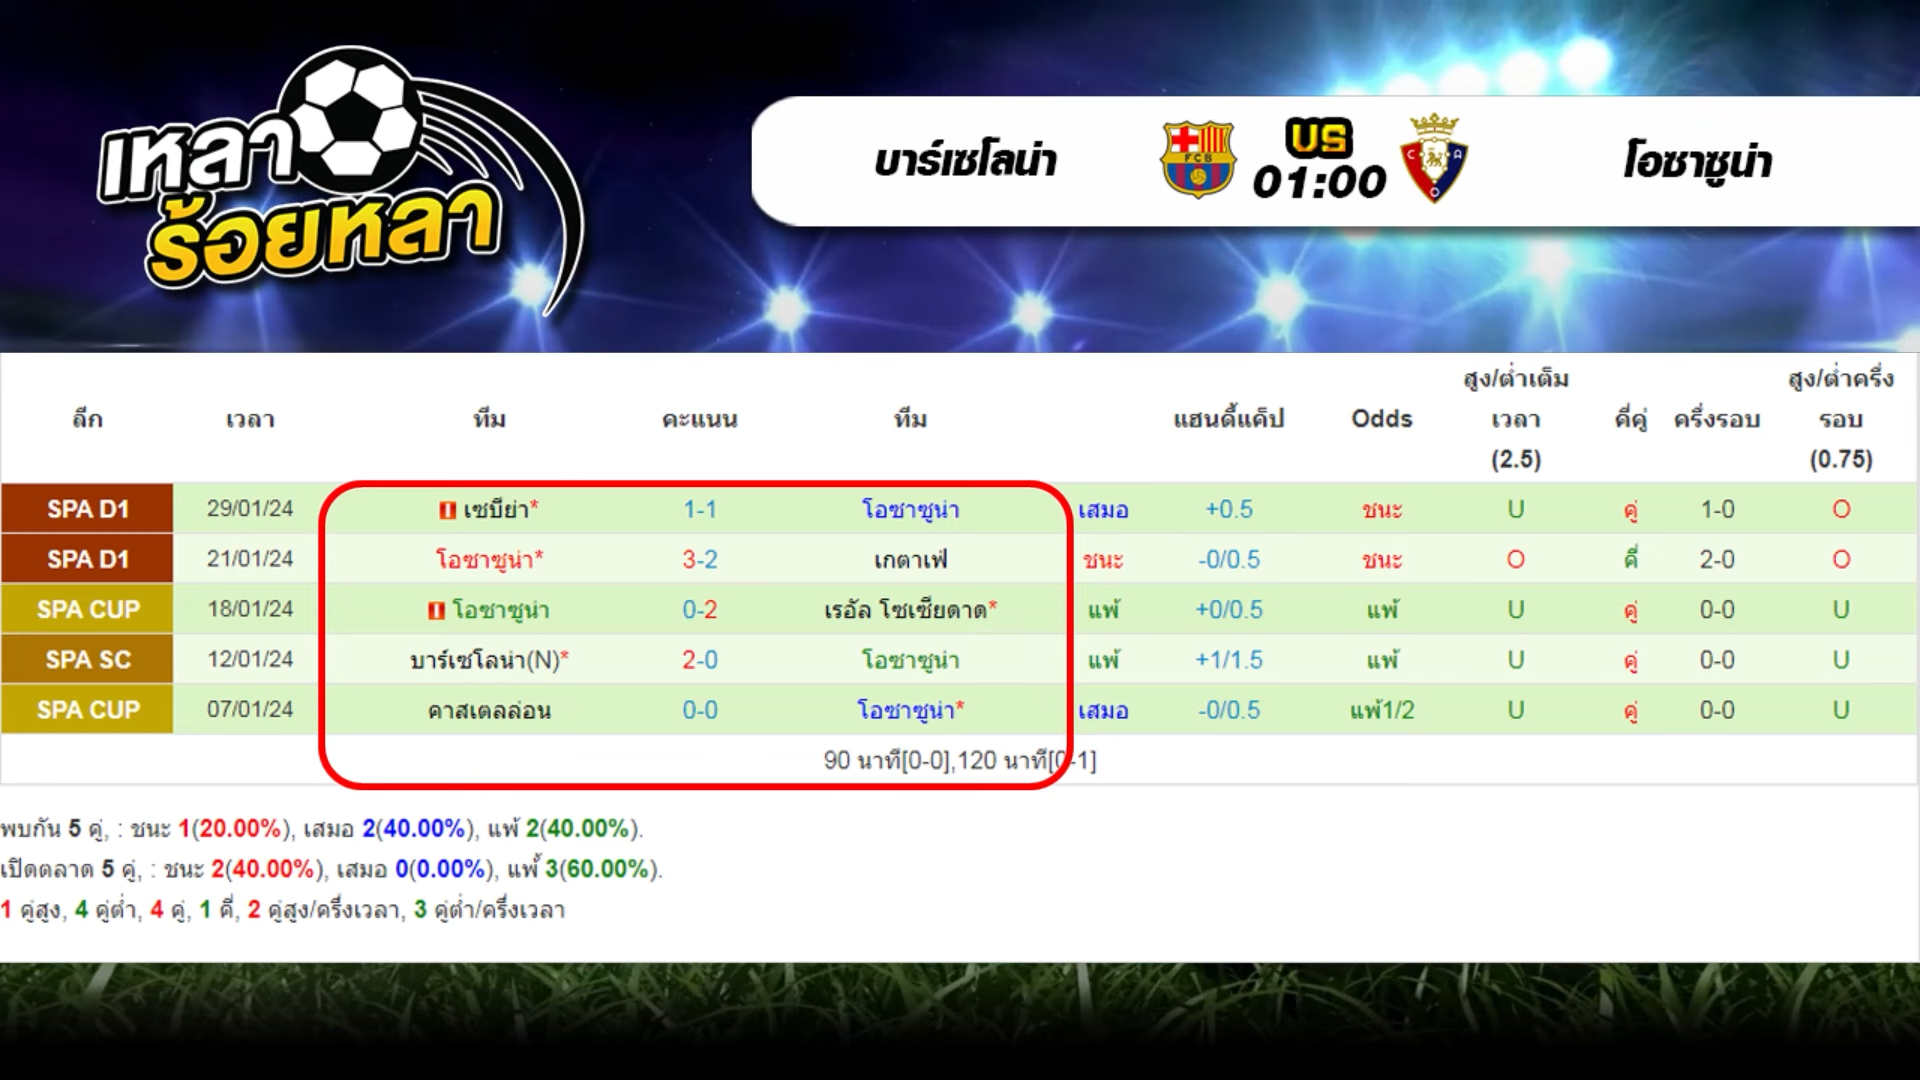 เหลา
ร้อยหลา
บาร์เซโลน่า FCB VS CAO โอซาซูน่า
01:00
ลีก เวลา ทีม คะแนน ทีม แฮนดี้แค็ป Odds สูง/ต่ำเต็มเวลา (2.5) คี่คู่ ครึ่งรอบ สูง/ต่ำครึ่งรอบ (0.75)
SPA D1 29/01/24 เซบีย่า* 1-1 โอซาซูน่า เสมอ +0.5 ชนะ U คู่ 1-0 O
SPA D1 21/01/24 โอซาซูน่า* 3-2 เกตาเฟ่ ชนะ -0/0.5 ชนะ O คี่ 2-0 O
SPA CUP 18/01/24 โอซาซูน่า 0-2 เรอัล โซเซียดาด* แพ้ +0/0.5 แพ้ U คู่ 0-0 U
SPA SC 12/01/24 บาร์เซโลน่า(N)* 2-0 โอซาซูน่า แพ้ +1/1.5 แพ้ U คู่ 0-0 U
SPA CUP 07/01/24 คาสเตลล่อน 0-0 โอซาซูน่า* เสมอ -0/0.5 แพ้1/2 U คู่ 0-0 U
90 นาที[0-0],120 นาที[0-1]
พบกัน 5 คู่, : ชนะ 1(20.00%), เสมอ 2(40.00%), แพ้ 2(40.00%).
เปิดตลาด 5 คู่, : ชนะ 2(40.00%), เสมอ 0(0.00%), แพ้ 3(60.00%).
1 คู่สูง, 4 คู่ต่ำ, 4 คู่, 1 คี่, 2 คู่สูง/ครึ่งเวลา, 3 คู่ต่ำ/ครึ่งเวลา